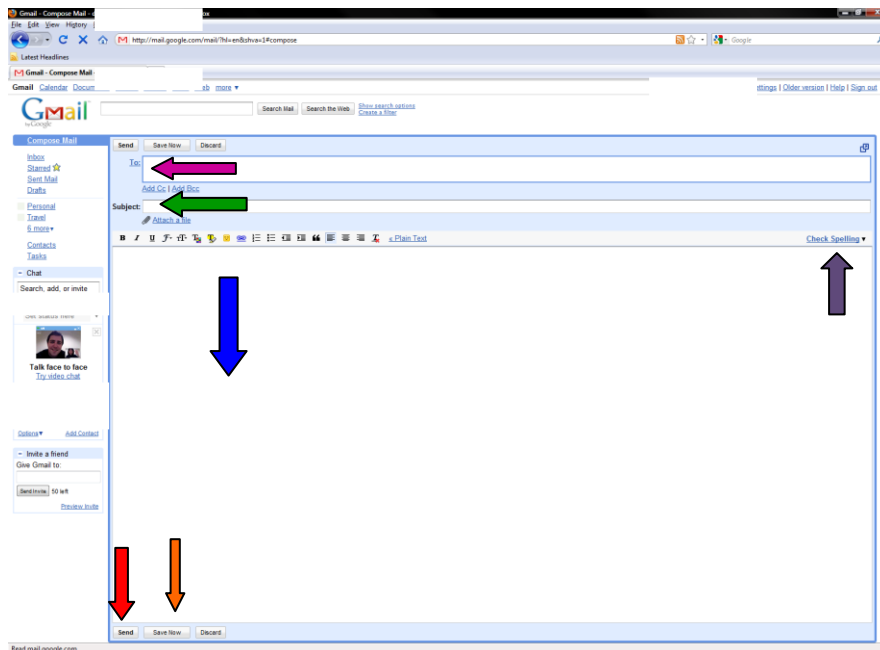 Gmail - Compose Mail -
File Edit View History
http://mail.google.com/mail/?hl=en&shva=1#compose
Google
Latest Headlines
Gmail - Compose Mail
Gmail Calendar more ▼
Older version | Help | Sign out
Gmail
by Google
Search Mail
Search the Web
Show search options
Create a filter
Compose Mail
Inbox
Starred
Sent Mail
Drafts
Personal
Travel
6 more▼
Contacts
Tasks
− Chat
Search, add, or invite
Talk face to face
Try video chat
Options▼ Add Contact
− Invite a friend
Give Gmail to:
Send Invite 50 left
Preview Invite
Send Save Now Discard
To:
Add Cc | Add Bcc
Subject:
Attach a file
B I U « Plain Text Check Spelling ▼
Send Save Now Discard
Read mail.google.com